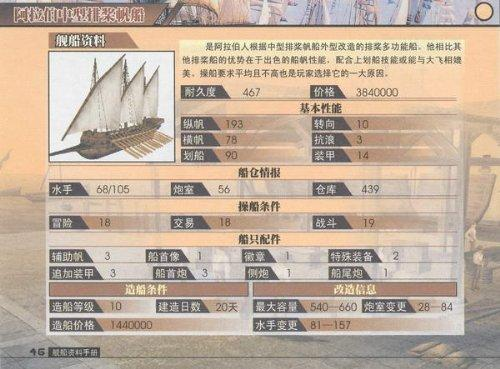 阿拉伯中型排桨帆船
舰船资料
是阿拉伯人根据中型排桨帆船外型改造的排桨多功能船。他相比其
他排桨船的优势在于出色的船帆性能，配合上划船技能或能与大飞相媲
美。操船要求平均且不高也是玩家选择它的一大原因。
耐久度 467 价格 3840000
基本性能
纵帆 193 转向 10
横帆 78 抗浪 3
划船 90 装甲 14
船仓情报
水手 68/105 炮室 56 仓库 439
操船条件
冒险 18 交易 18 战斗 19
船只配件
辅助帆 3 船首像 1 徽章 1 特殊装备 2
追加装甲 3 船首炮 3 侧炮 1 船尾炮 1
造船条件 改造信息
造船等级 10 建造日数 20天 最大容量 540—660 炮室变更 28—84
造船价格 1440000 水手变更 81—157
46 舰船资料手册